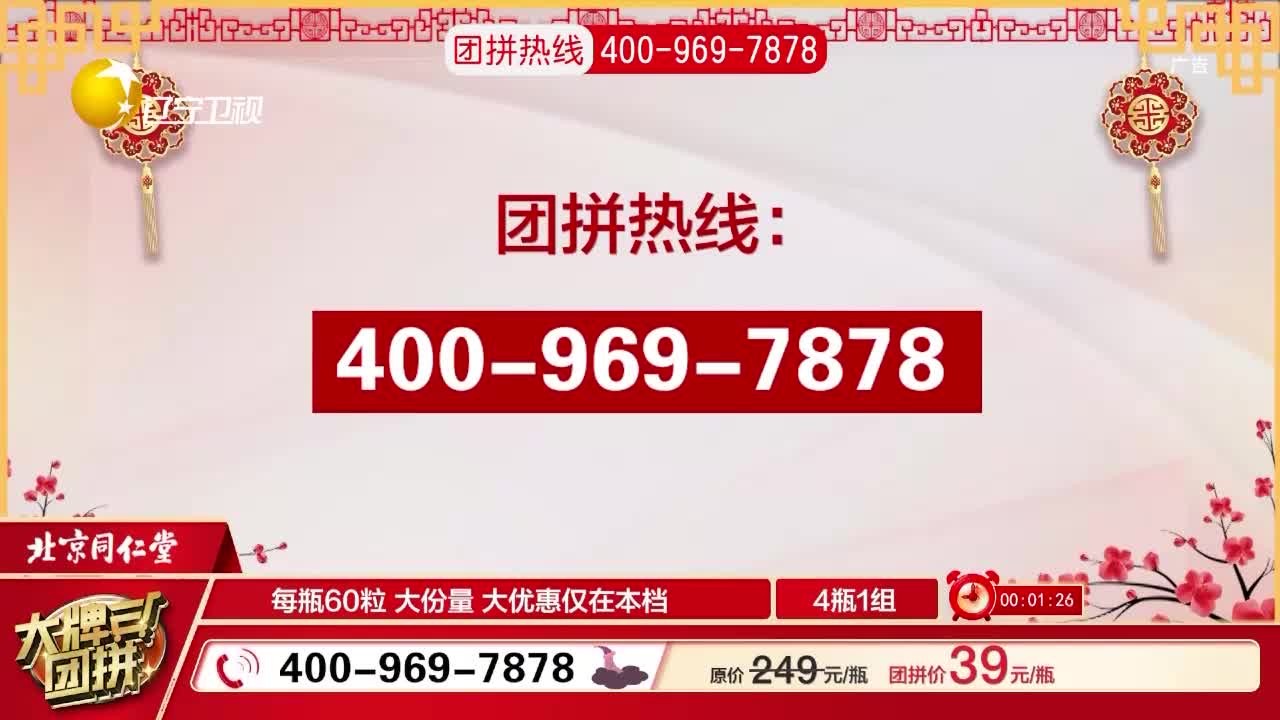 团拼热线 400-969-7878
广告
辽宁卫视
团拼热线：
400-969-7878
北京同仁堂
每瓶60粒 大份量 大优惠仅在本档
4瓶1组
00:01:26
大牌日!
团拼
400-969-7878
原价 249元/瓶
团拼价 39元/瓶